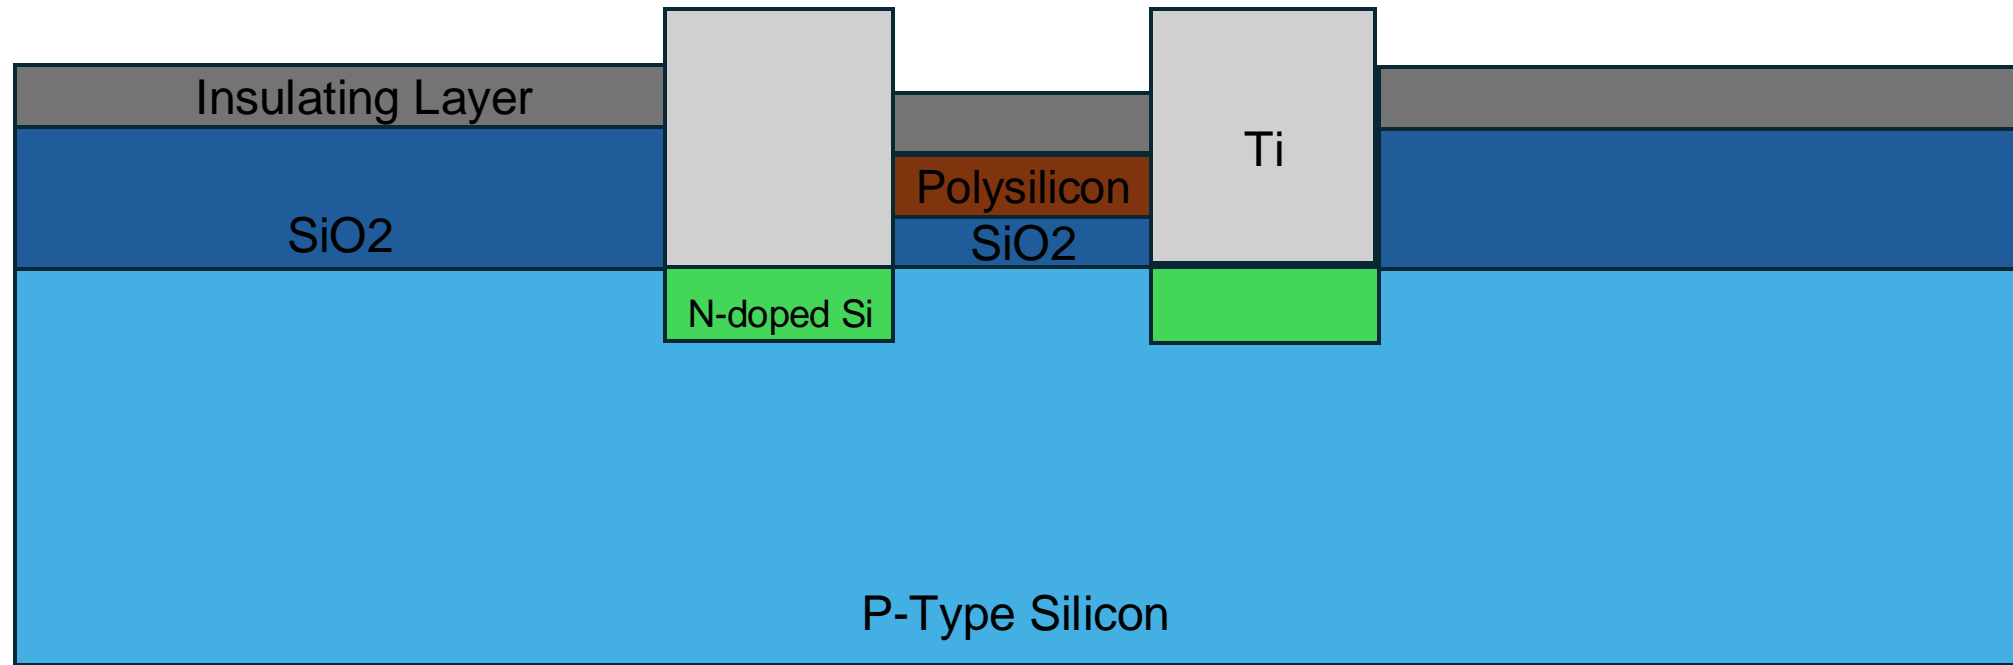 Insulating Layer
Ti
Polysilicon
SiO2
SiO2
N-doped Si
P-Type Silicon